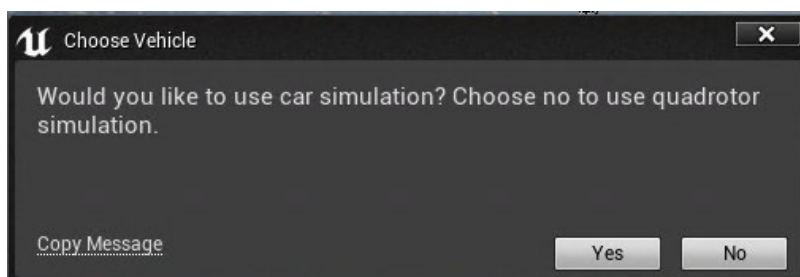 Choose Vehicle
Would you like to use car simulation? Choose no to use quadrotor
simulation.
Copy Message
Yes
No